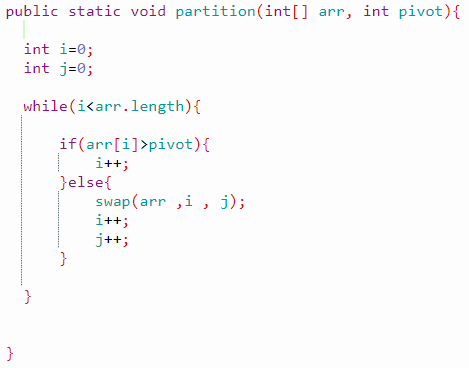 public static void partition(int[] arr, int pivot){
int i=0;
int j=0;
while(i<arr.length){
if(arr[i]>pivot){
i++;
}else{
swap(arr ,i , j);
i++;
j++;
}
}
}